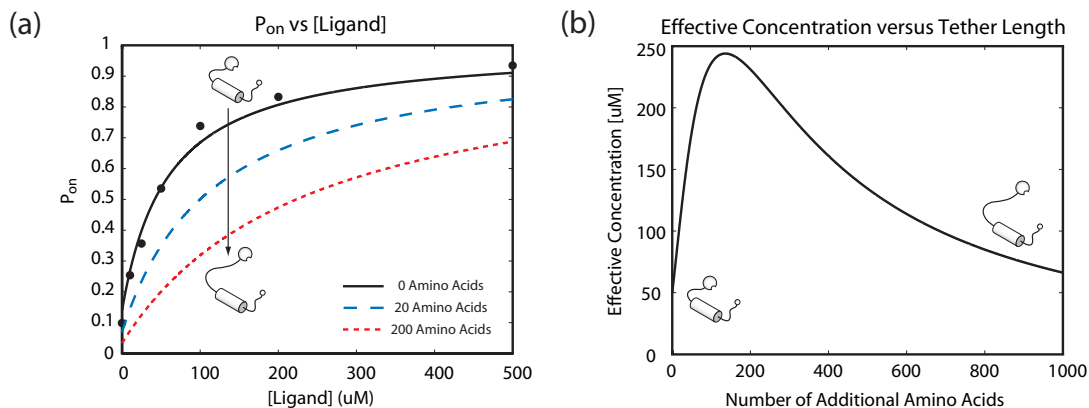 (a)
P_on vs [Ligand]
1
0.9
0.8
0.7
0.6
0.5
0.4
0.3
0.2
0.1
0
P_on
0 Amino Acids
20 Amino Acids
200 Amino Acids
0 100 200 300 400 500
[Ligand] (uM)
(b)
Effective Concentration versus Tether Length
250
200
150
100
50
0
Effective Concentration [uM]
0 200 400 600 800 1000
Number of Additional Amino Acids